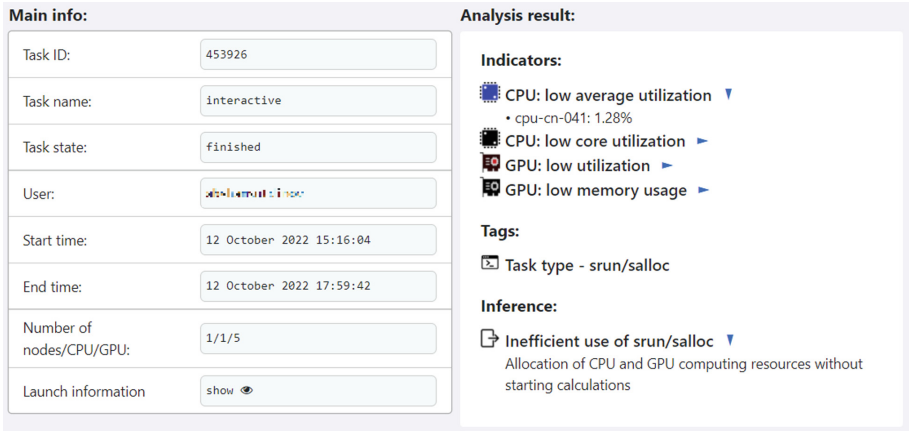 Main info:
Task ID:
453926
Task name:
interactive
Task state:
finished
User:
Start time:
12 October 2022 15:16:04
End time:
12 October 2022 17:59:42
Number of
nodes/CPU/GPU:
1/1/5
Launch information
show
Analysis result:
Indicators:
CPU: low average utilization
• cpu-cn-041: 1.28%
CPU: low core utilization
GPU: low utilization
GPU: low memory usage
Tags:
Task type - srun/salloc
Inference:
Inefficient use of srun/salloc
Allocation of CPU and GPU computing resources without
starting calculations